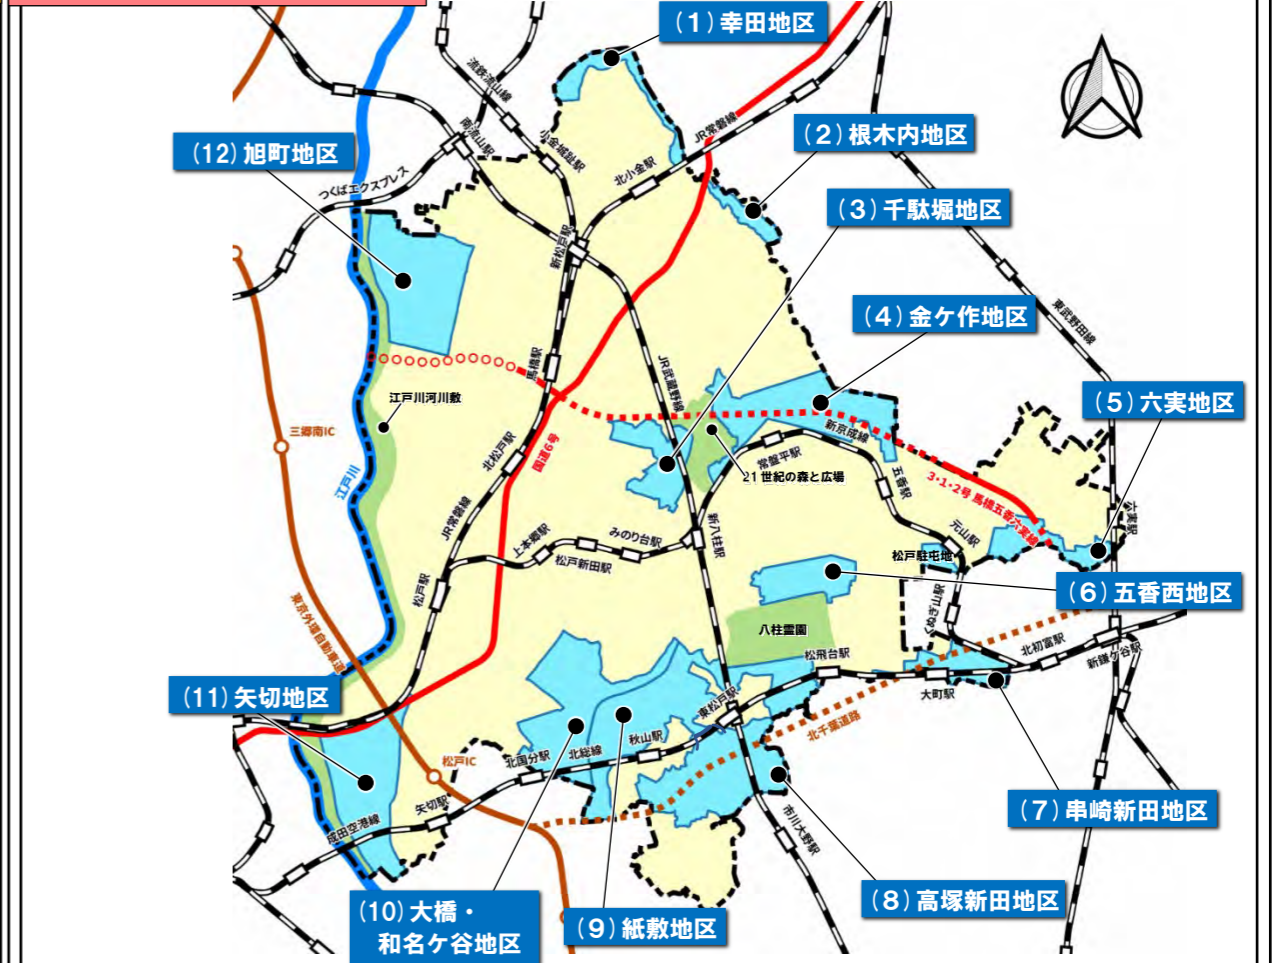 (1)幸田地区
流鉄流山線
南流山駅
小金城趾駅
JR常磐線
(2)根木内地区
(12)旭町地区
北小金駅
つくばエクスプレス
(3)千駄堀地区
新松戸駅
(4)金ケ作地区
東武野田線
馬橋駅
JR武蔵野線
(5)六実地区
江戸川河川敷
新京成線
三郷南IC
北松戸駅
国道6号
常盤平駅
21世紀の森と広場
五香駅
3・1・2号 馬橋五香六実線
江戸川
JR常磐線
上本郷駅
みのり台駅
松戸新田駅
新八柱駅
元山駅
六実駅
松戸駐屯地
松戸駅
(6)五香西地区
東京外環自動車道
八柱霊園
くぬぎ山駅
松飛台駅
北初富駅
新鎌ケ谷駅
(11)矢切地区
東松戸駅
大町駅
北千葉道路
秋山駅
北総線
北国分駅
松戸IC
矢切駅
成田空港線
市川大野駅
(7)串崎新田地区
(8)高塚新田地区
(10)大橋・
和名ケ谷地区
(9)紙敷地区